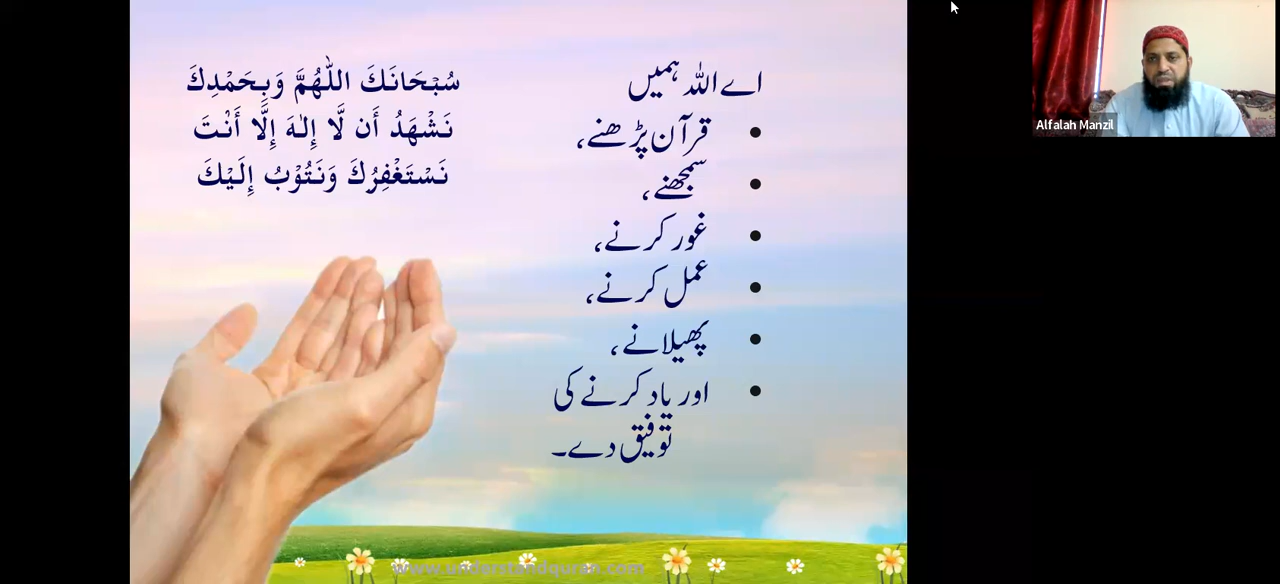 سُبْحَانَكَ اللّٰهُمَّ وَبِحَمْدِكَ
نَشْهَدُ أَن لَّا إِلٰهَ إِلَّا أَنْتَ
نَسْتَغْفِرُكَ وَنَتُوْبُ إِلَيْكَ
اے اللہ ہمیں
• قرآن پڑھنے،
• سمجھنے،
• غور کرنے،
• عمل کرنے،
• پھیلانے،
• اور یاد کرنے کی
توفیق دے۔
www.understandquran.com
Alfalah Manzil